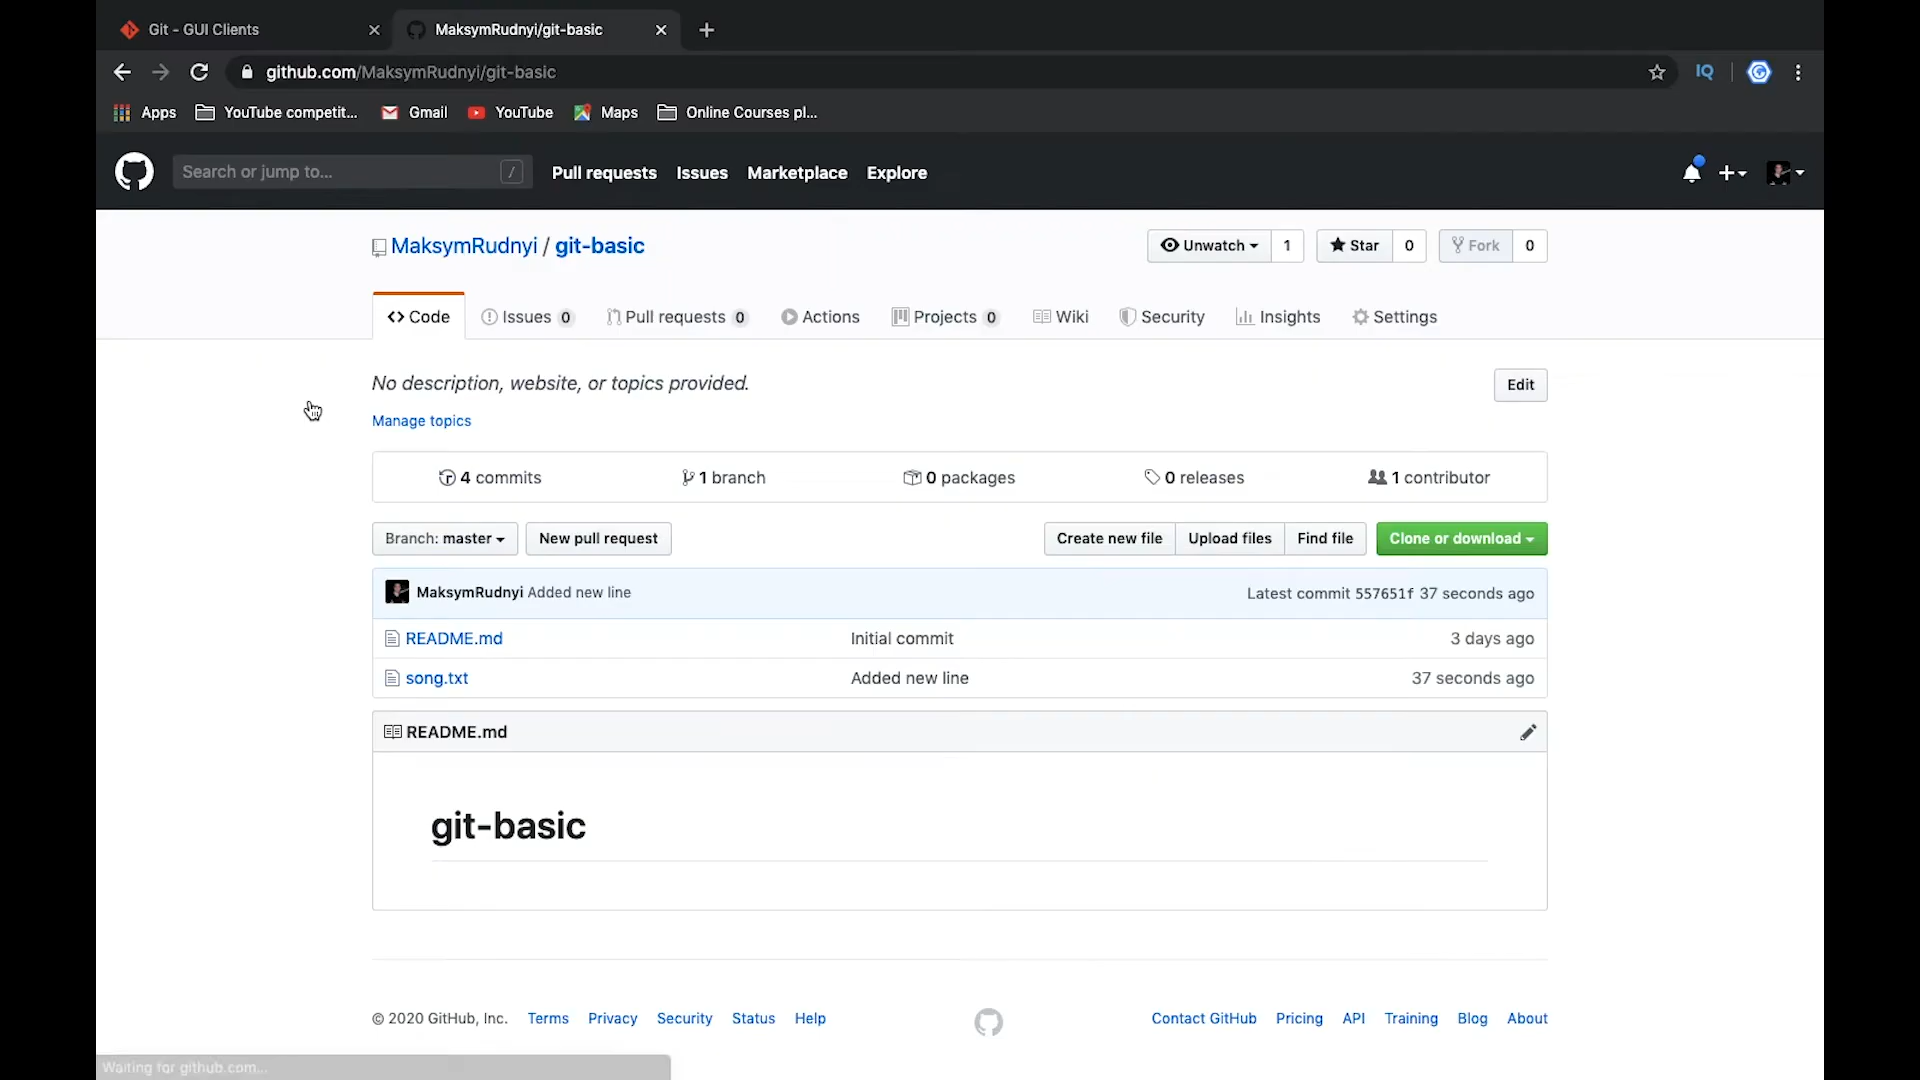 Git - GUI Clients
MaksymRudnyi/git-basic
github.com/MaksymRudnyi/git-basic
IQ
Apps YouTube competit... Gmail YouTube Maps Online Courses pl...
Search or jump to... / Pull requests Issues Marketplace Explore
MaksymRudnyi / git-basic Unwatch 1 Star 0 Fork 0
<> Code Issues 0 Pull requests 0 Actions Projects 0 Wiki Security Insights Settings
No description, website, or topics provided. Edit
Manage topics
4 commits 1 branch 0 packages 0 releases 1 contributor
Branch: master New pull request Create new file Upload files Find file Clone or download
MaksymRudnyi Added new line Latest commit 557651f 37 seconds ago
README.md Initial commit 3 days ago
song.txt Added new line 37 seconds ago
README.md
git-basic
© 2020 GitHub, Inc. Terms Privacy Security Status Help Contact GitHub Pricing API Training Blog About
Waiting for github.com...